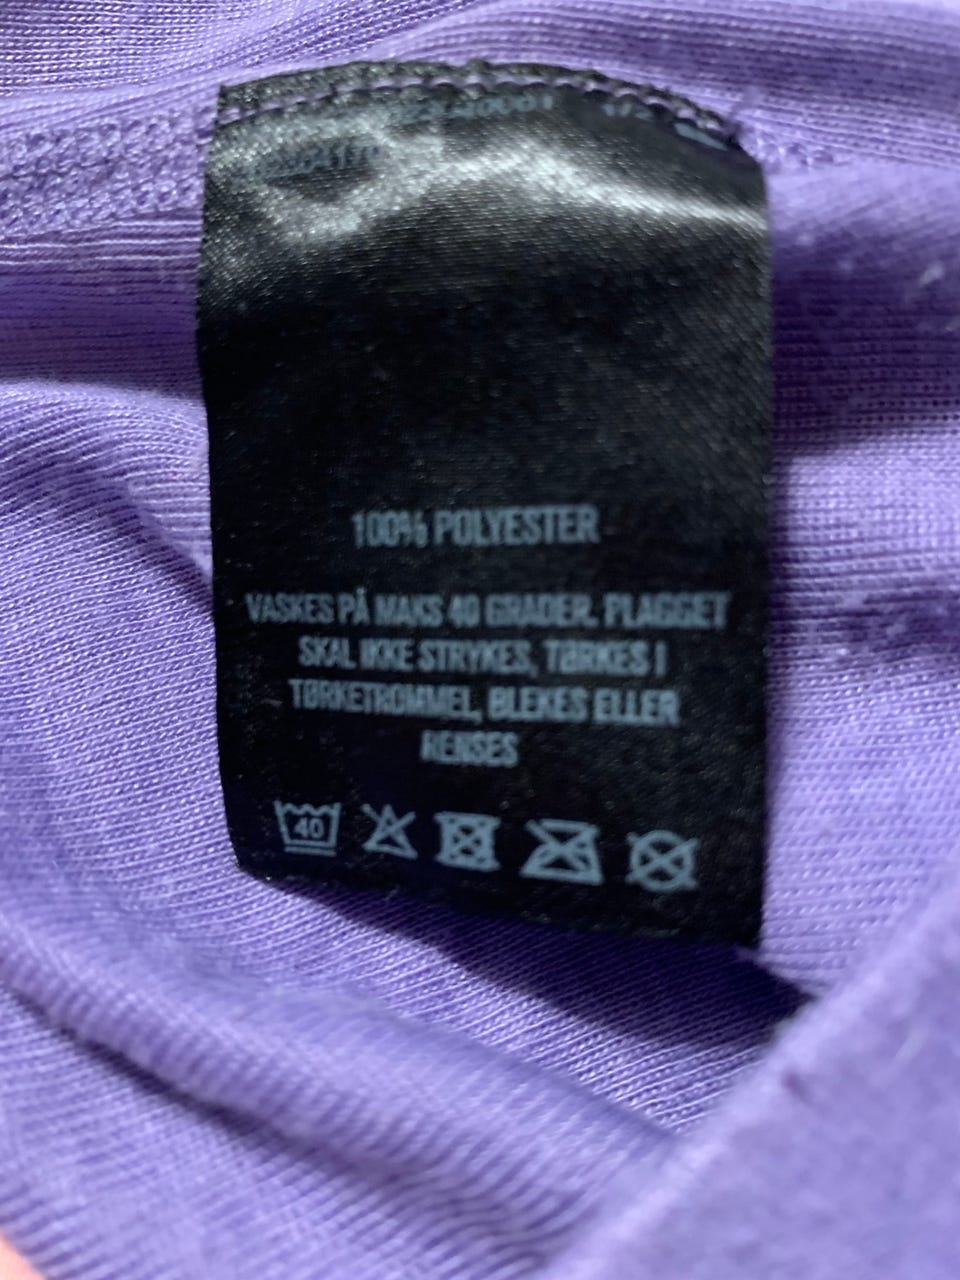 100% POLYESTER
VASKES PÅ MAKS 40 GRADER. PLAGGET
SKAL IKKE STRYKES, TØRKES I
TØRKETROMMEL, BLEKES ELLER
RENSES
40